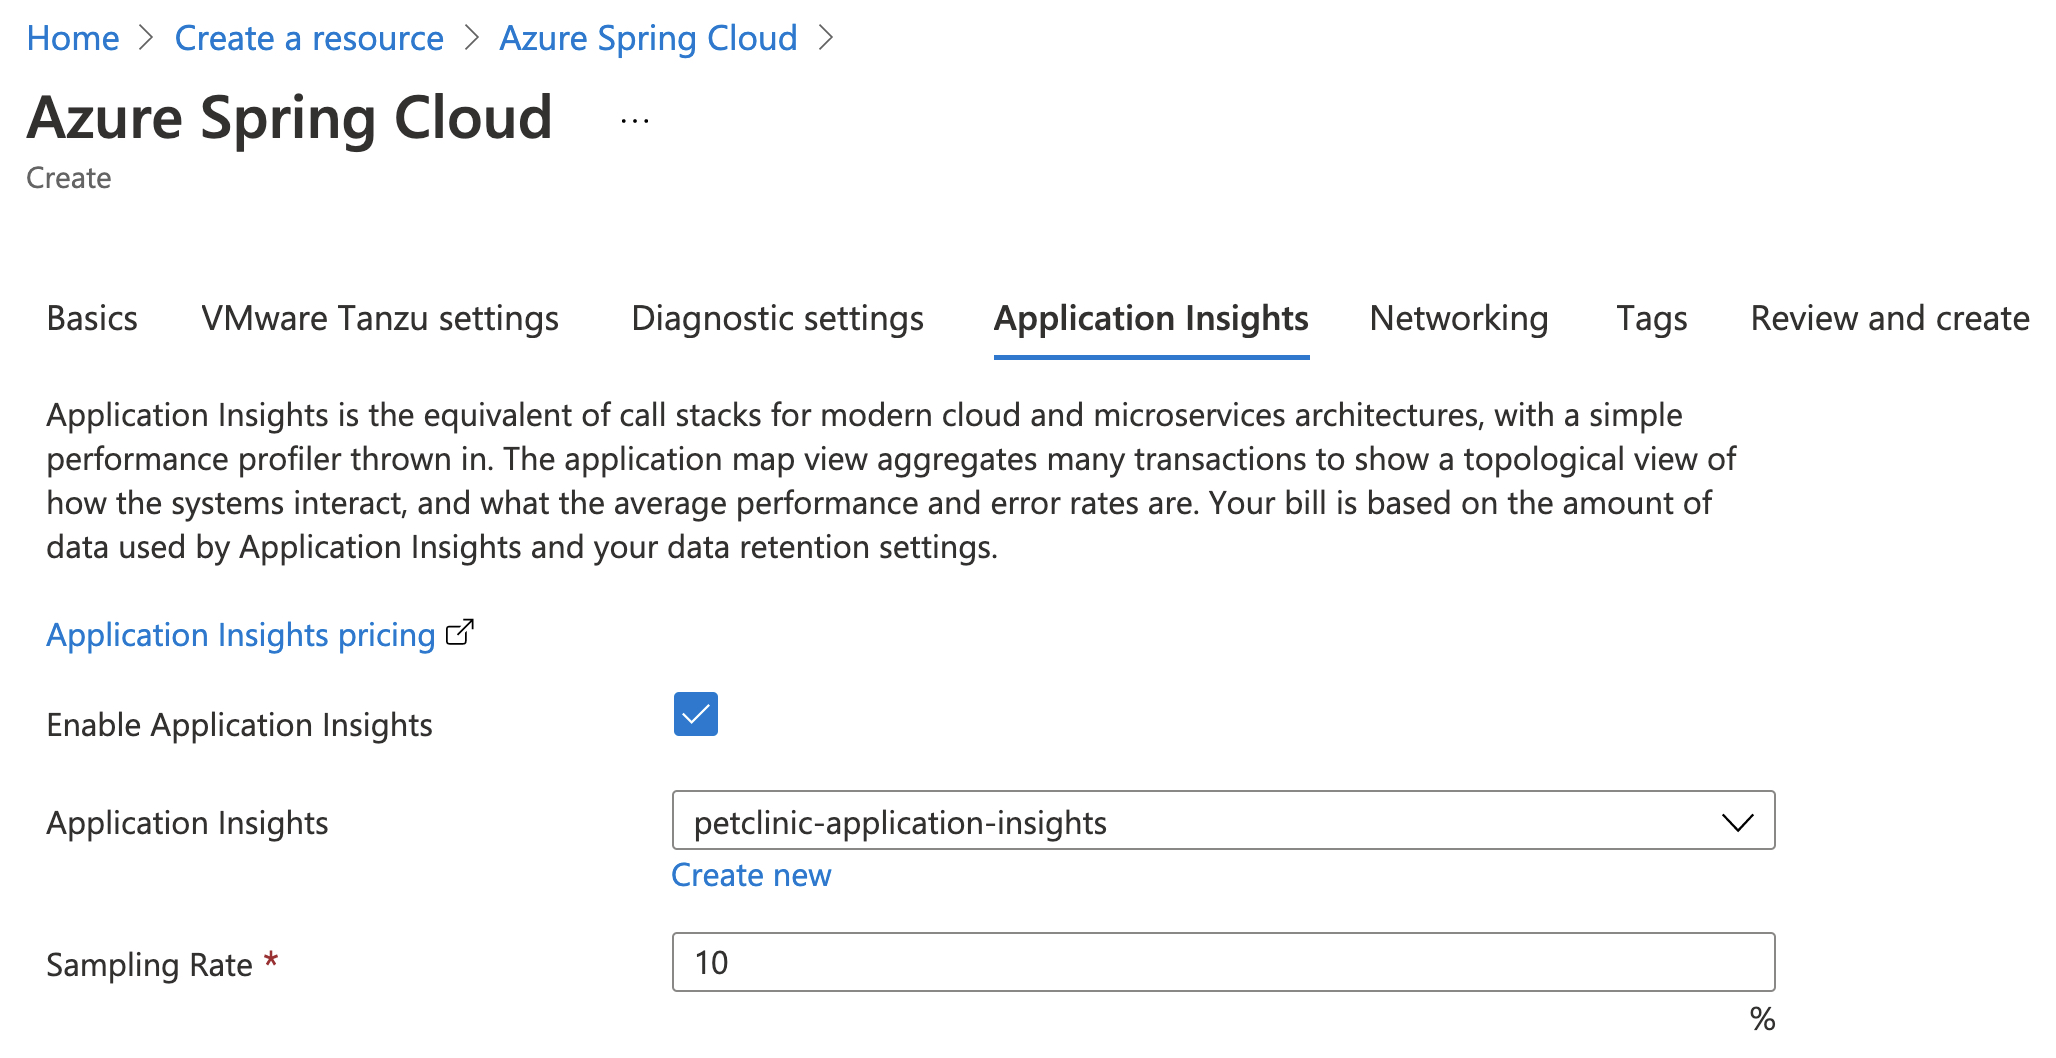 Home > Create a resource > Azure Spring Cloud >
Azure Spring Cloud ...
Create
Basics VMware Tanzu settings Diagnostic settings Application Insights Networking Tags Review and create
Application Insights is the equivalent of call stacks for modern cloud and microservices architectures, with a simple
performance profiler thrown in. The application map view aggregates many transactions to show a topological view of
how the systems interact, and what the average performance and error rates are. Your bill is based on the amount of
data used by Application Insights and your data retention settings.
Application Insights pricing
Enable Application Insights
Application Insights petclinic-application-insights
Create new
Sampling Rate * 10
%